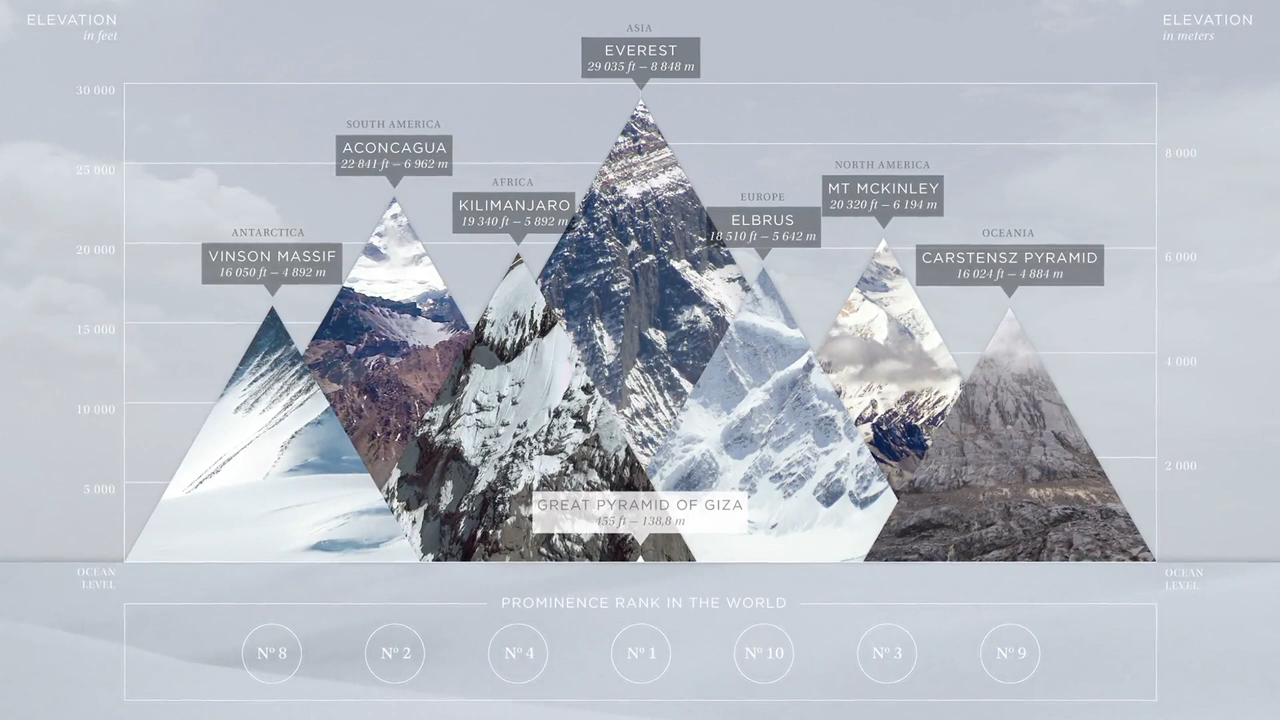 ELEVATION
in feet
ELEVATION
in meters
ASIA
EVEREST
29 035 ft – 8 848 m
30 000
SOUTH AMERICA
ACONCAGUA
22 841 ft – 6 962 m
8 000
25 000
NORTH AMERICA
MT MCKINLEY
20 320 ft – 6 194 m
AFRICA
KILIMANJARO
19 340 ft – 5 892 m
EUROPE
ELBRUS
18 510 ft – 5 642 m
ANTARCTICA
VINSON MASSIF
16 050 ft – 4 892 m
OCEANIA
CARSTENSZ PYRAMID
16 024 ft – 4 884 m
20 000
6 000
15 000
4 000
10 000
2 000
5 000
GREAT PYRAMID OF GIZA
455 ft – 138,8 m
OCEAN
LEVEL
OCEAN
LEVEL
PROMINENCE RANK IN THE WORLD
Nº 8
Nº 2
Nº 4
Nº 1
Nº 10
Nº 3
Nº 9